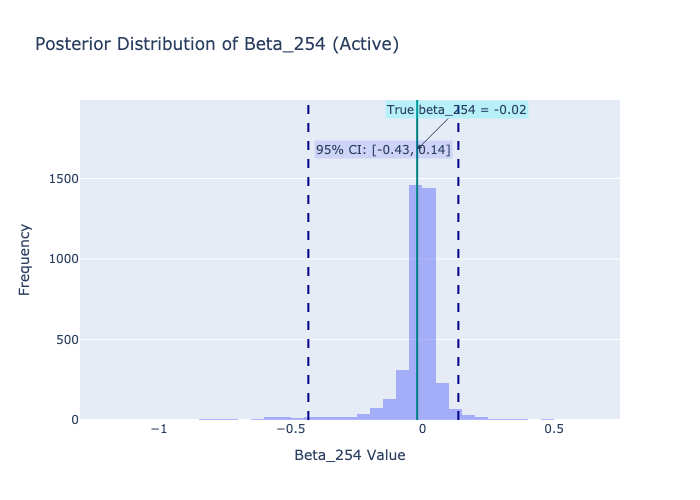 Posterior Distribution of Beta_254 (Active)
True beta_254 = -0.02
95% CI: [-0.43, 0.14]
1500
1000
500
0
Frequency
−1
−0.5
0
0.5
Beta_254 Value